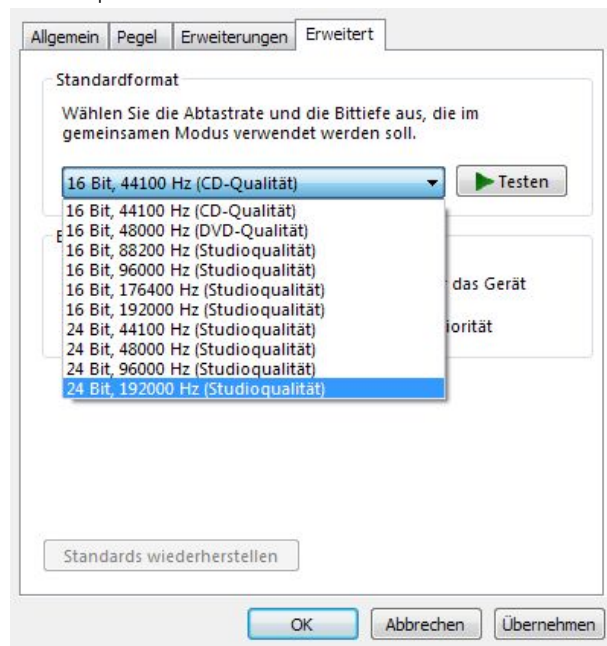 Allgemein Pegel Erweiterungen Erweitert
Standardformat
Wählen Sie die Abtastrate und die Bittiefe aus, die im
gemeinsamen Modus verwendet werden soll.
16 Bit, 44100 Hz (CD-Qualität) Testen
16 Bit, 44100 Hz (CD-Qualität)
16 Bit, 48000 Hz (DVD-Qualität)
16 Bit, 88200 Hz (Studioqualität)
16 Bit, 96000 Hz (Studioqualität)
16 Bit, 176400 Hz (Studioqualität) das Gerät
16 Bit, 192000 Hz (Studioqualität)
24 Bit, 44100 Hz (Studioqualität) iorität
24 Bit, 48000 Hz (Studioqualität)
24 Bit, 96000 Hz (Studioqualität)
24 Bit, 192000 Hz (Studioqualität)
Standards wiederherstellen
OK Abbrechen Übernehmen